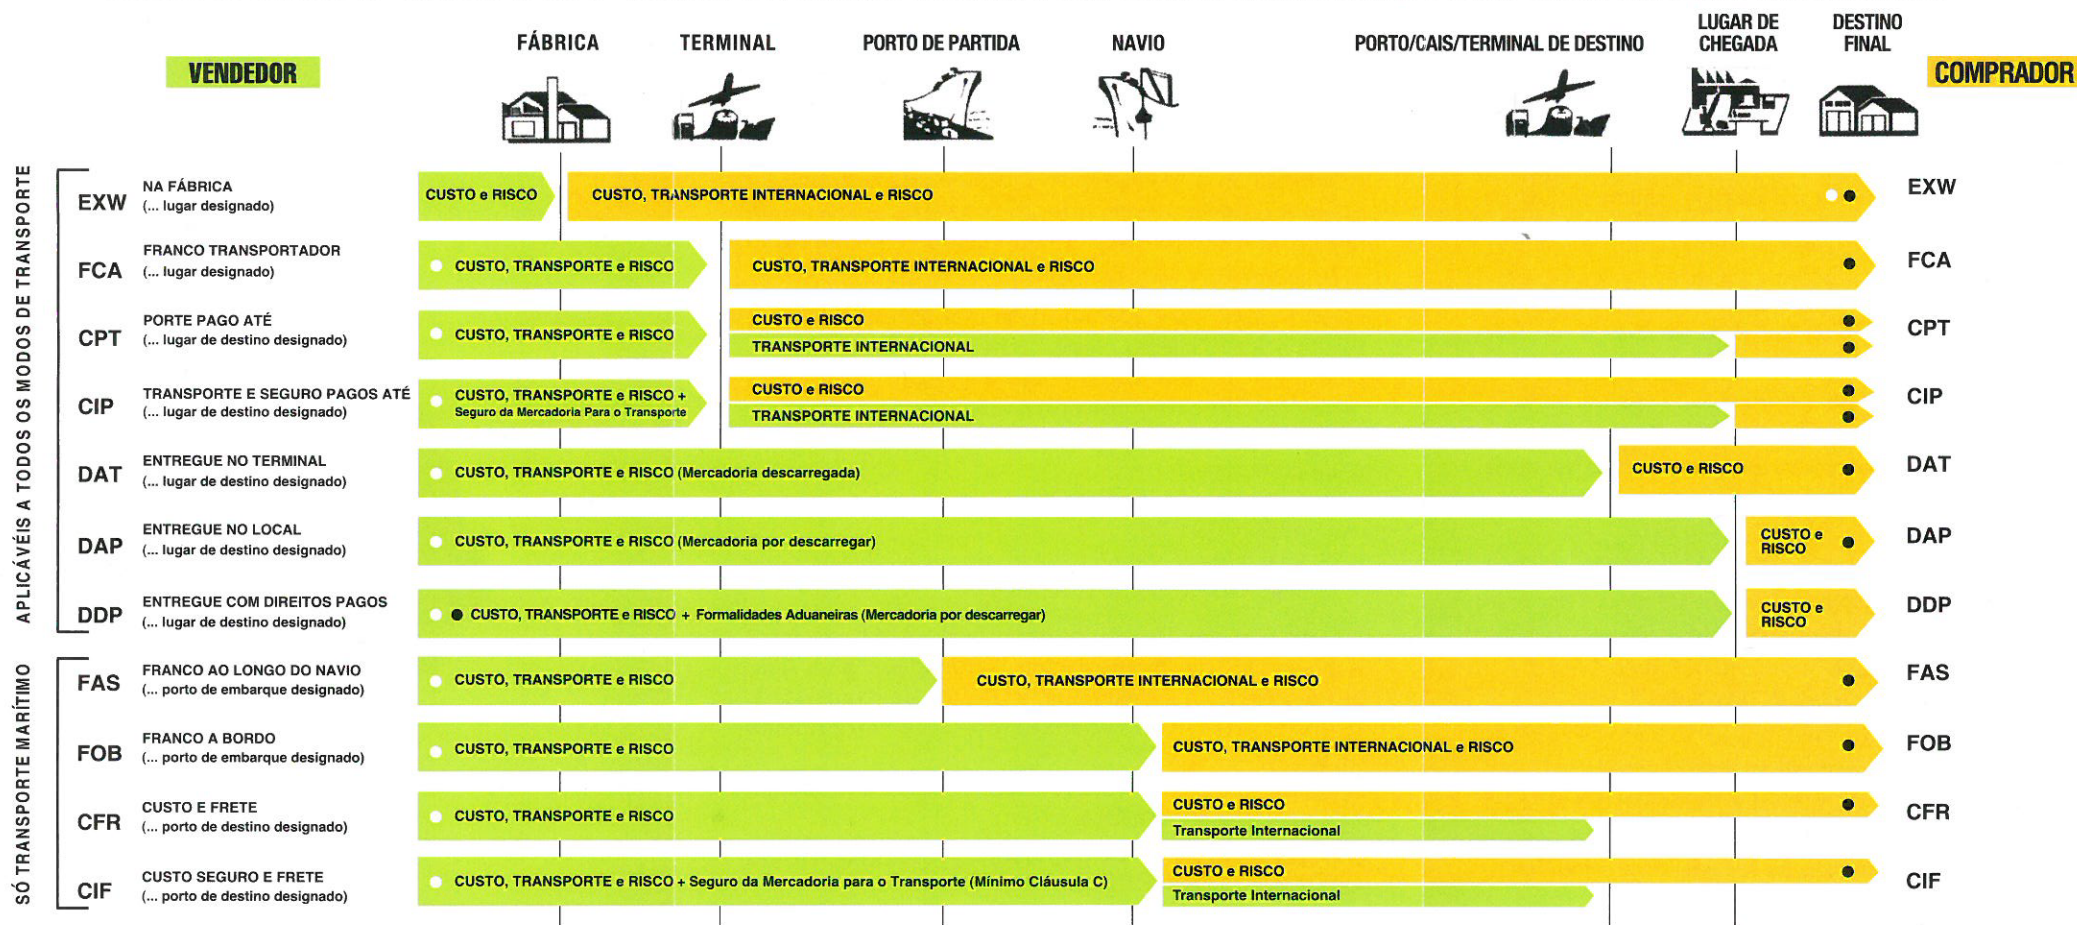 VENDEDOR
FÁBRICA
TERMINAL
PORTO DE PARTIDA
NAVIO
PORTO/CAIS/TERMINAL DE DESTINO
LUGAR DE
CHEGADA
DESTINO
FINAL
COMPRADOR
APLICÁVÉIS A TODOS OS MODOS DE TRANSPORTE
EXW
NA FÁBRICA
(... lugar designado)
CUSTO e RISCO
CUSTO, TRANSPORTE INTERNACIONAL e RISCO
EXW
FCA
FRANCO TRANSPORTADOR
(... lugar designado)
CUSTO, TRANSPORTE e RISCO
CUSTO, TRANSPORTE INTERNACIONAL e RISCO
FCA
CPT
PORTE PAGO ATÉ
(... lugar de destino designado)
CUSTO, TRANSPORTE e RISCO
CUSTO e RISCO
TRANSPORTE INTERNACIONAL
CPT
CIP
TRANSPORTE E SEGURO PAGOS ATÉ
(... lugar de destino designado)
CUSTO, TRANSPORTE e RISCO +
Seguro da Mercadoria Para o Transporte
CUSTO e RISCO
TRANSPORTE INTERNACIONAL
CIP
DAT
ENTREGUE NO TERMINAL
(... lugar de destino designado)
CUSTO, TRANSPORTE e RISCO (Mercadoria descarregada)
CUSTO e RISCO
DAT
DAP
ENTREGUE NO LOCAL
(... lugar de destino designado)
CUSTO, TRANSPORTE e RISCO (Mercadoria por descarregar)
CUSTO e
RISCO
DAP
DDP
ENTREGUE COM DIREITOS PAGOS
(... lugar de destino designado)
CUSTO, TRANSPORTE e RISCO + Formalidades Aduaneiras (Mercadoria por descarregar)
CUSTO e
RISCO
DDP
SÓ TRANSPORTE MARÍTIMO
FAS
FRANCO AO LONGO DO NAVIO
(... porto de embarque designado)
CUSTO, TRANSPORTE e RISCO
CUSTO, TRANSPORTE INTERNACIONAL e RISCO
FAS
FOB
FRANCO A BORDO
(... porto de embarque designado)
CUSTO, TRANSPORTE e RISCO
CUSTO, TRANSPORTE INTERNACIONAL e RISCO
FOB
CFR
CUSTO E FRETE
(... porto de destino designado)
CUSTO, TRANSPORTE e RISCO
CUSTO e RISCO
Transporte Internacional
CFR
CIF
CUSTO SEGURO E FRETE
(... porto de destino designado)
CUSTO, TRANSPORTE e RISCO + Seguro da Mercadoria para o Transporte (Mínimo Cláusula C)
CUSTO e RISCO
Transporte Internacional
CIF